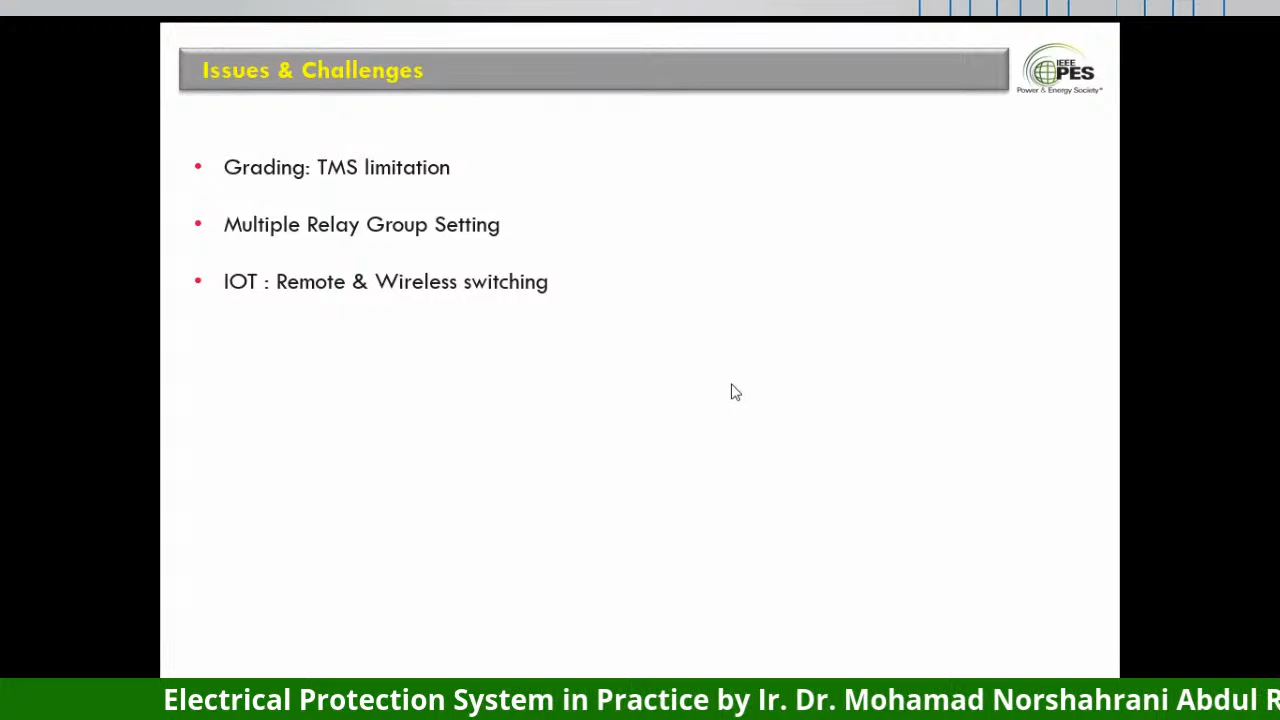 Issues & Challenges
IEEE
PES
Power & Energy Society
• Grading: TMS limitation
• Multiple Relay Group Setting
• IOT : Remote & Wireless switching
Electrical Protection System in Practice by Ir. Dr. Mohamad Norshahrani Abdul R